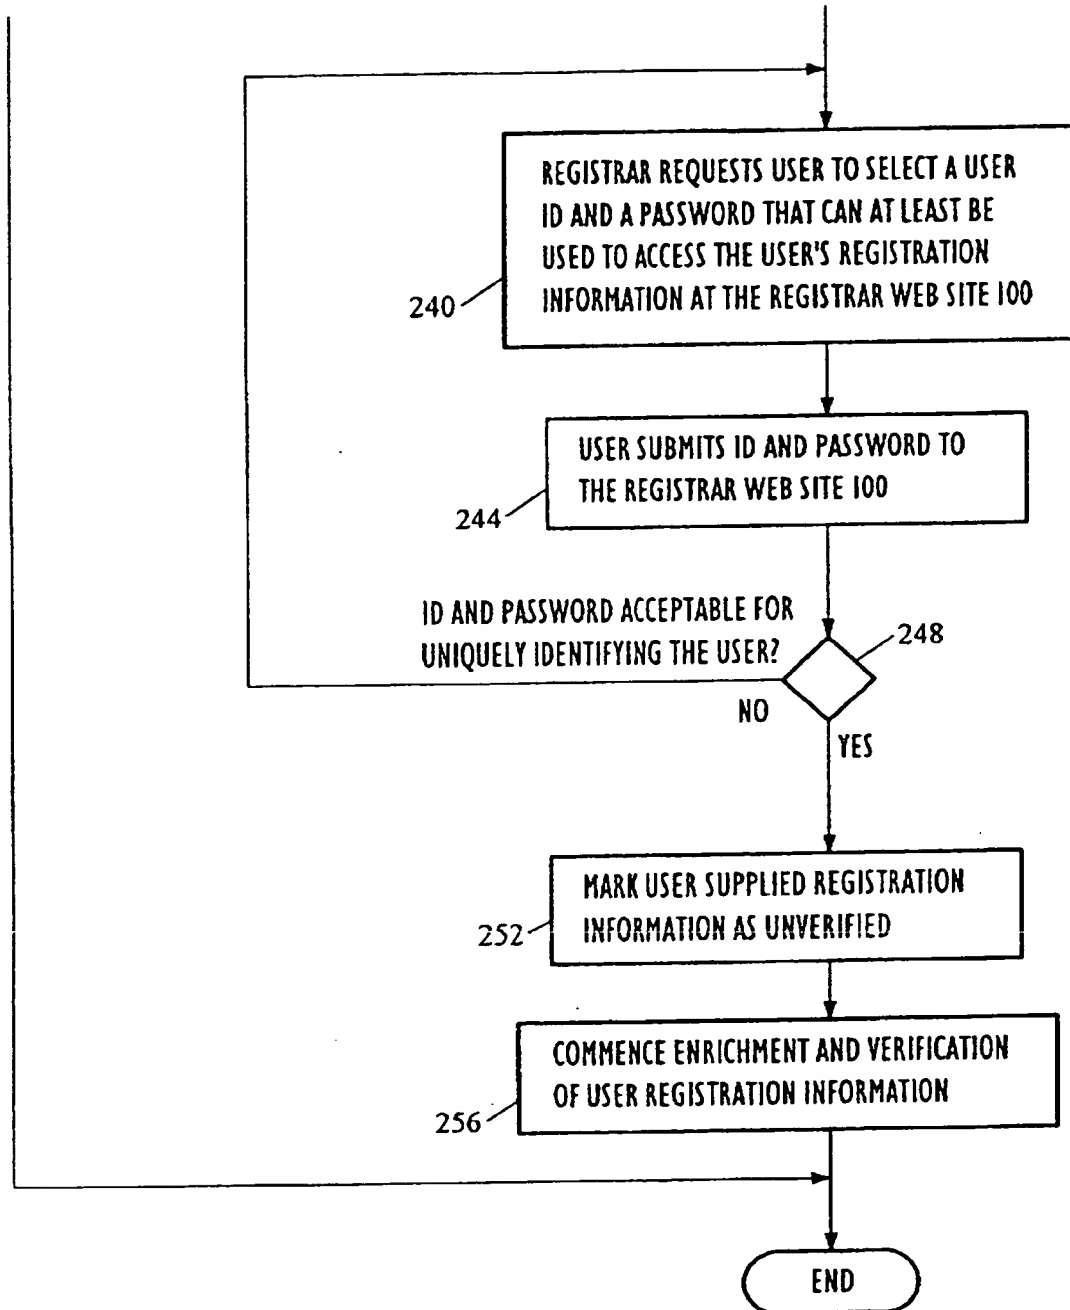 REGISTRAR REQUESTS USER TO SELECT A USER
ID AND A PASSWORD THAT CAN AT LEAST BE
USED TO ACCESS THE USER'S REGISTRATION
INFORMATION AT THE REGISTRAR WEB SITE 100
240
USER SUBMITS ID AND PASSWORD TO
THE REGISTRAR WEB SITE 100
244
ID AND PASSWORD ACCEPTABLE FOR
UNIQUELY IDENTIFYING THE USER?
248
NO
YES
MARK USER SUPPLIED REGISTRATION
INFORMATION AS UNVERIFIED
252
COMMENCE ENRICHMENT AND VERIFICATION
OF USER REGISTRATION INFORMATION
256
END